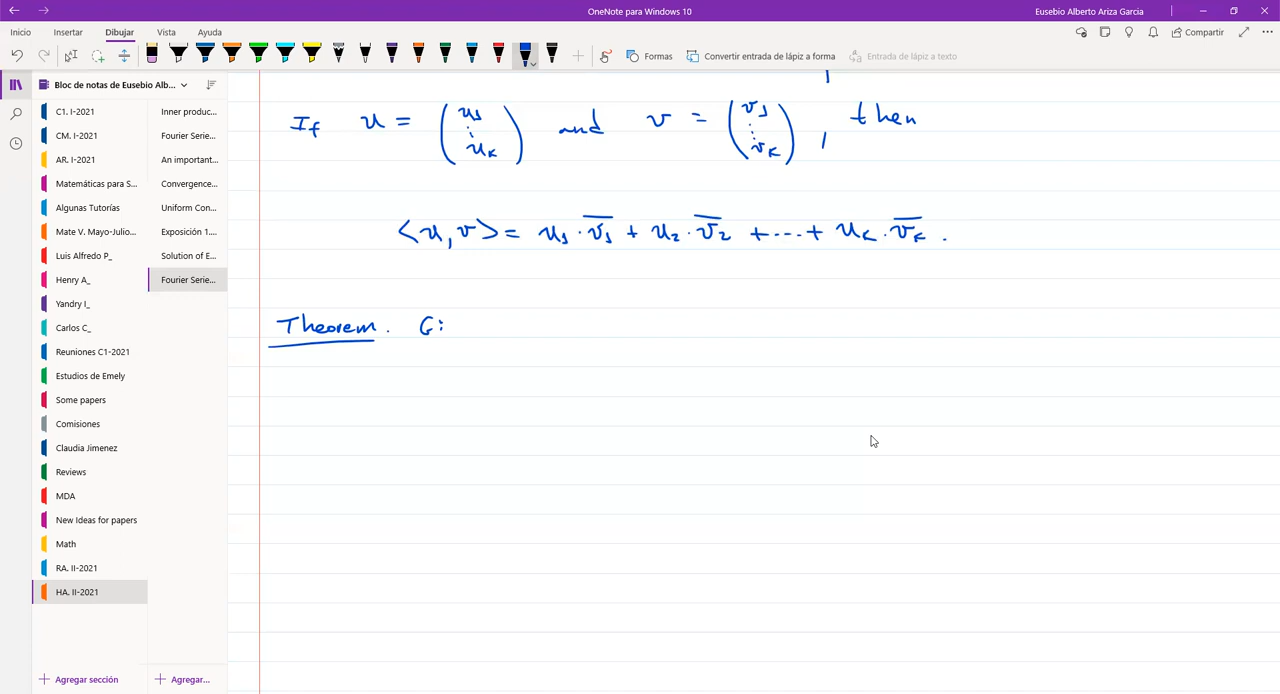 OneNote para Windows 10
Eusebio Alberto Ariza Garcia
Inicio Insertar Dibujar Vista Ayuda
Compartir
Formas Convertir entrada de lápiz a forma Entrada de lápiz a texto
Bloc de notas de Eusebio Alb...
C1. I-2021
CM. I-2021
AR. I-2021
Matemáticas para S...
Algunas Tutorías
Mate V. Mayo-Julio...
Luis Alfredo P_
Henry A_
Yandry I_
Carlos C_
Reuniones C1-2021
Estudios de Emely
Some papers
Comisiones
Claudia Jimenez
Reviews
MDA
New Ideas for papers
Math
RA. II-2021
HA. II-2021
Agregar sección
Inner produc...
Fourier Serie...
An important...
Convergence...
Uniform Con...
Exposición 1...
Solution of E...
Fourier Serie...
Agregar...
If u = (u₁ ⋮ u_k) and v = (v₁ ⋮ v_k), then
<u,v> = u₁·v̅₁ + u₂·v̅₂ + ··· + u_k·v̅_k.
Theorem. G: